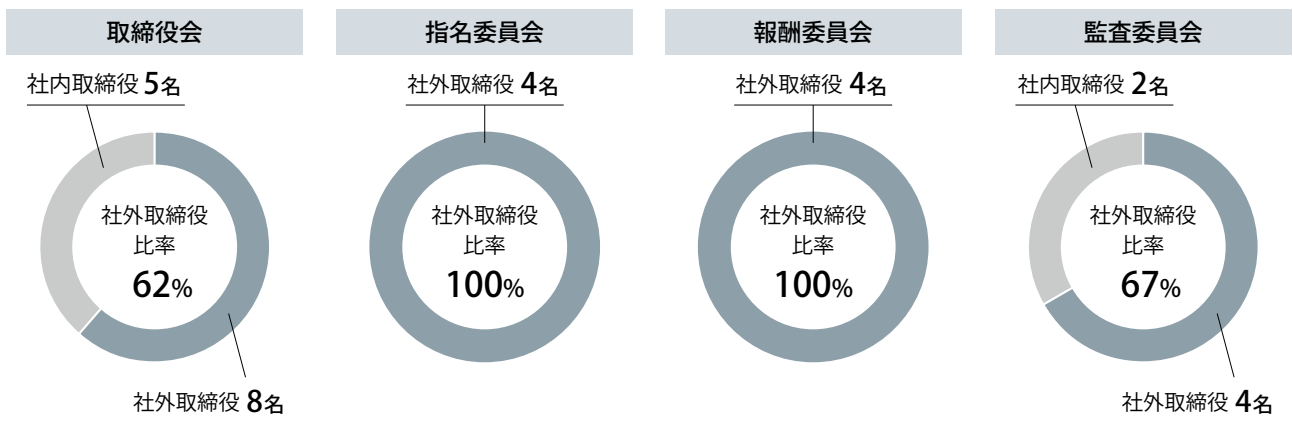 取締役会
社内取締役 5名
社外取締役
比率
62%
社外取締役 8名
指名委員会
社外取締役 4名
社外取締役
比率
100%
報酬委員会
社外取締役 4名
社外取締役
比率
100%
監査委員会
社内取締役 2名
社外取締役
比率
67%
社外取締役 4名